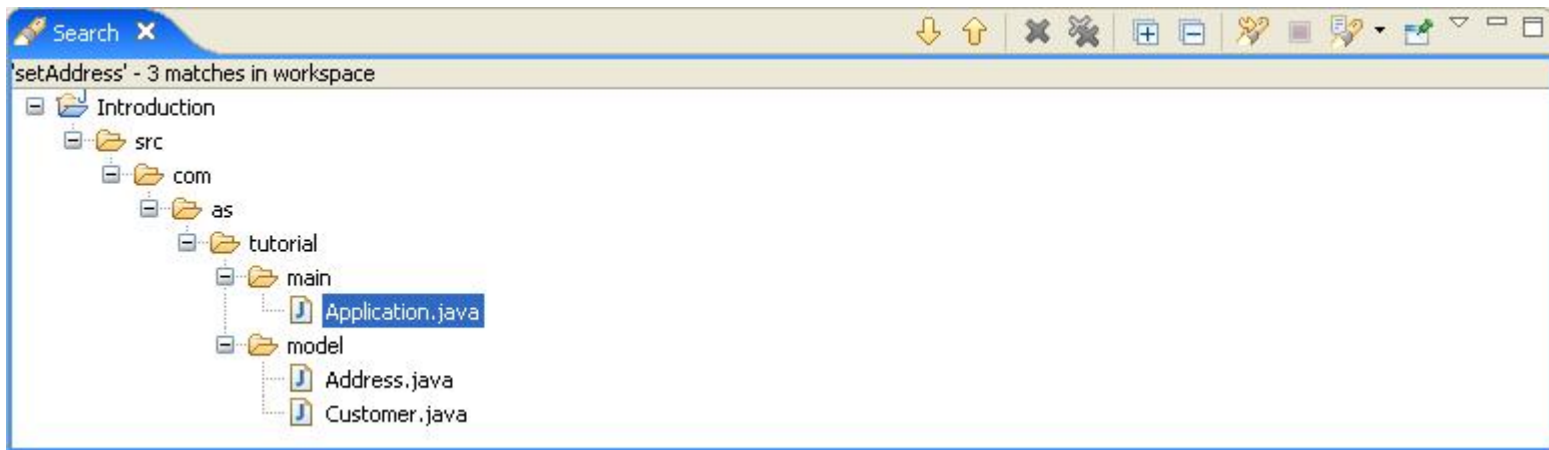 Search
'setAddress' - 3 matches in workspace
Introduction
src
com
as
tutorial
main
Application.java
model
Address.java
Customer.java